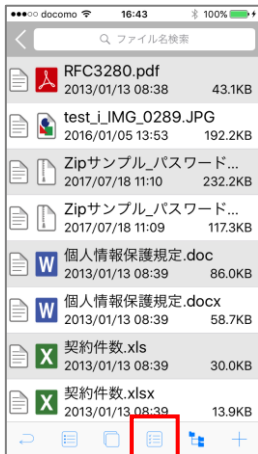 docomo 16:43 100%
ファイル名検索
RFC3280.pdf
2013/01/13 08:38 43.1KB
test_i_IMG_0289.JPG
2016/01/05 13:53 192.2KB
Zipサンプル_パスワード...
2017/07/18 11:10 232.2KB
Zipサンプル_パスワード...
2017/07/18 11:09 117.3KB
個人情報保護規定.doc
2013/01/13 08:39 86.0KB
個人情報保護規定.docx
2013/01/13 08:39 58.7KB
契約件数.xls
2013/01/13 08:39 30.0KB
契約件数.xlsx
2013/01/13 08:39 13.9KB